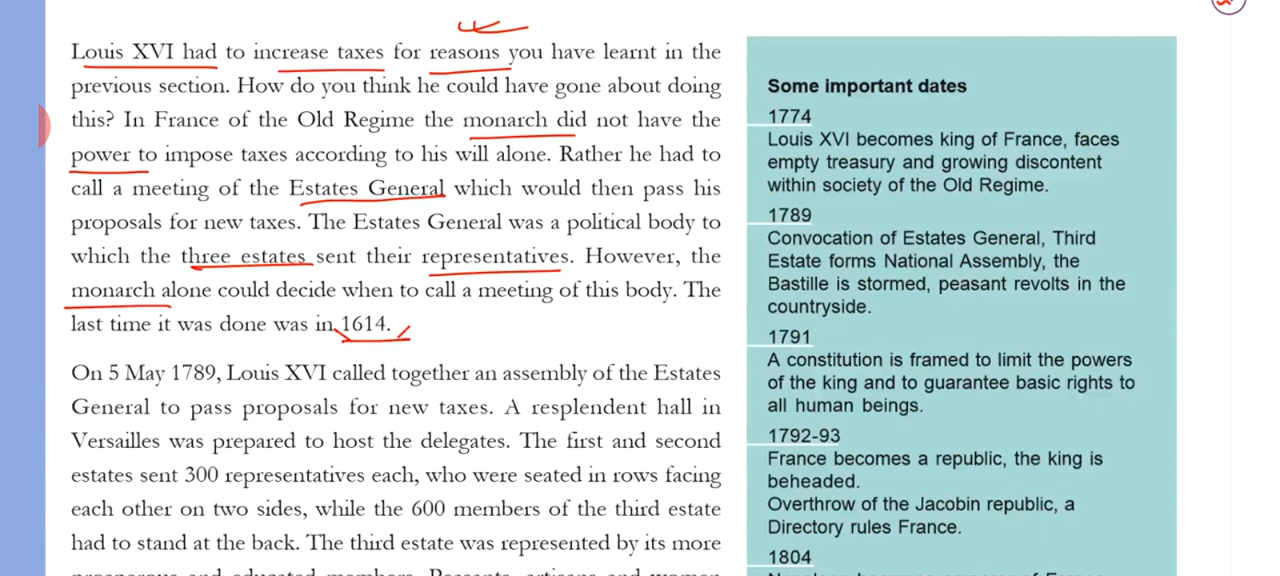 Louis XVI had to increase taxes for reasons you have learnt in the
previous section. How do you think he could have gone about doing
this? In France of the Old Regime the monarch did not have the
power to impose taxes according to his will alone. Rather he had to
call a meeting of the Estates General which would then pass his
proposals for new taxes. The Estates General was a political body to
which the three estates sent their representatives. However, the
monarch alone could decide when to call a meeting of this body. The
last time it was done was in 1614.
On 5 May 1789, Louis XVI called together an assembly of the Estates
General to pass proposals for new taxes. A resplendent hall in
Versailles was prepared to host the delegates. The first and second
estates sent 300 representatives each, who were seated in rows facing
each other on two sides, while the 600 members of the third estate
had to stand at the back. The third estate was represented by its more
Some important dates
1774
Louis XVI becomes king of France, faces
empty treasury and growing discontent
within society of the Old Regime.
1789
Convocation of Estates General, Third
Estate forms National Assembly, the
Bastille is stormed, peasant revolts in the
countryside.
1791
A constitution is framed to limit the powers
of the king and to guarantee basic rights to
all human beings.
1792-93
France becomes a republic, the king is
beheaded.
Overthrow of the Jacobin republic, a
Directory rules France.
1804